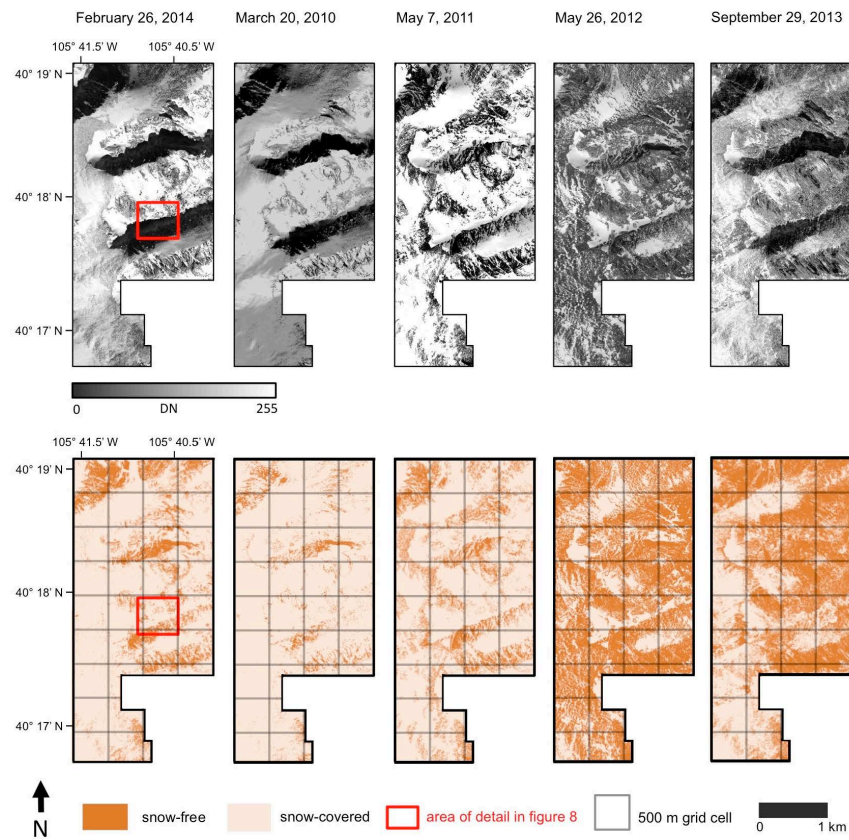 February 26, 2014 March 20, 2010 May 7, 2011 May 26, 2012 September 29, 2013
105° 41.5' W 105° 40.5' W
40° 19' N
40° 18' N
40° 17' N
0 DN 255
105° 41.5' W 105° 40.5' W
40° 19' N
40° 18' N
40° 17' N
N snow-free snow-covered area of detail in figure 8 500 m grid cell 1 km